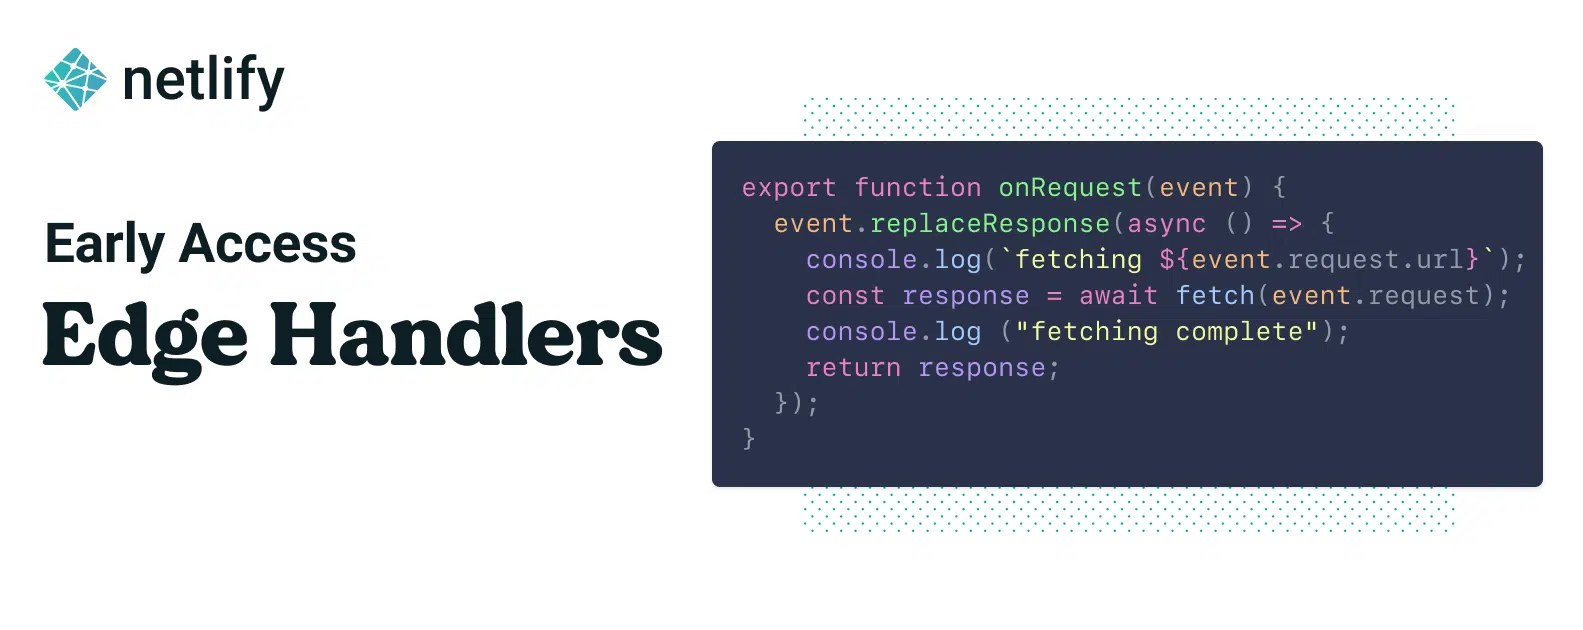 netlify
Early Access
Edge Handlers
export function onRequest(event) {
  event.replaceResponse(async () => {
    console.log(`fetching ${event.request.url}`);
    const response = await fetch(event.request);
    console.log ("fetching complete");
    return response;
  });
}